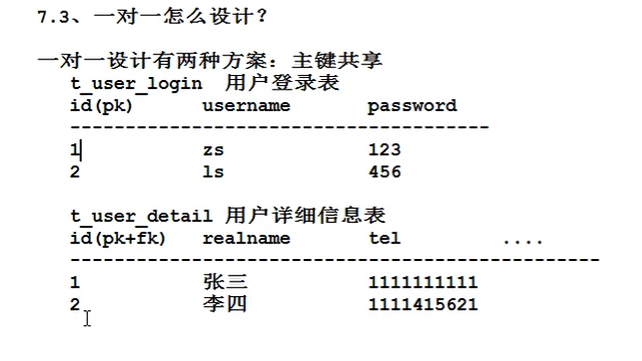 7.3、一对一怎么设计？
一对一设计有两种方案：主键共享
t_user_login 用户登录表
id(pk) username password
--------------------------------------
1 zs 123
2 ls 456
t_user_detail 用户详细信息表
id(pk+fk) realname tel ....
------------------------------------------------
1 张三 1111111111
2 李四 1111415621